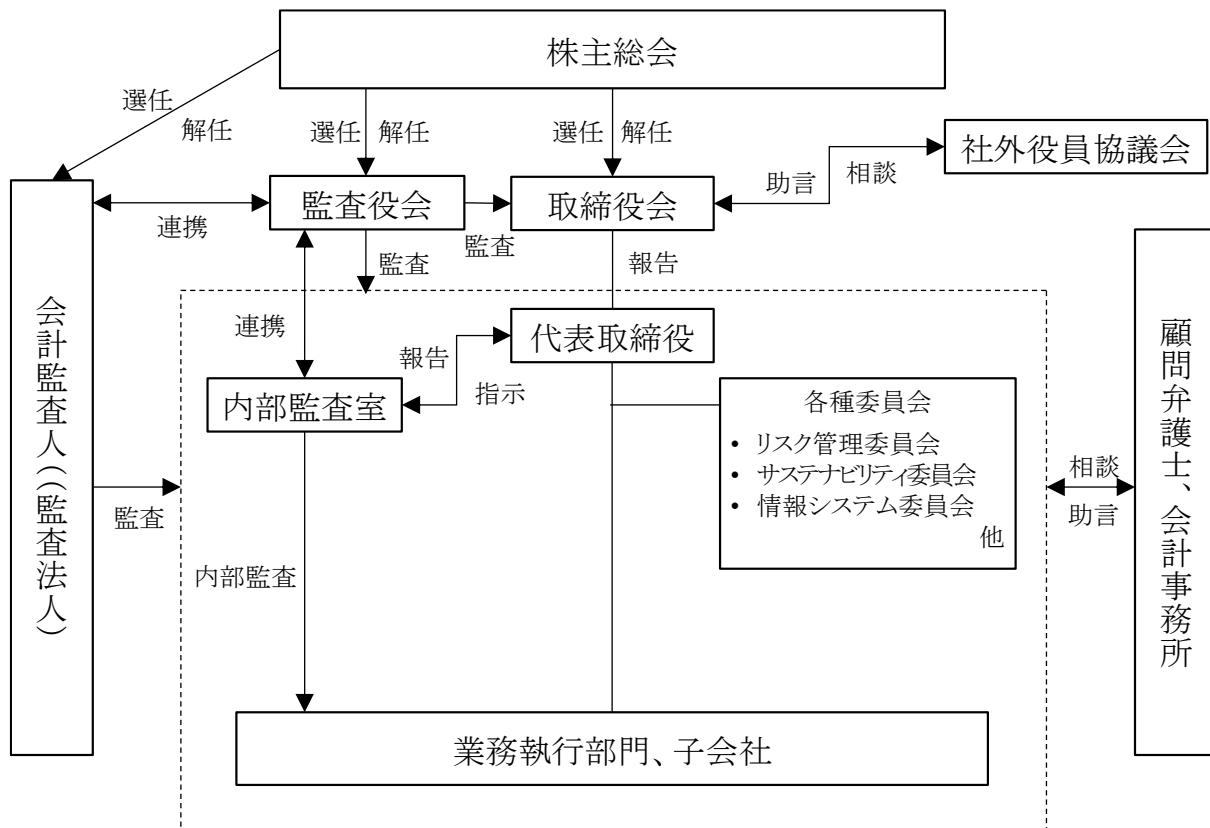 株主総会
選任
解任
選任 解任
選任 解任
社外役員協議会
助言
相談
監査役会
取締役会
連携
監査
監査
報告
会計監査人((監査法人)
連携
代表取締役
報告
指示
内部監査室
各種委員会
• リスク管理委員会
• サステナビリティ委員会
• 情報システム委員会
他
監査
相談
助言
顧問弁護士、会計事務所
内部監査
業務執行部門、子会社